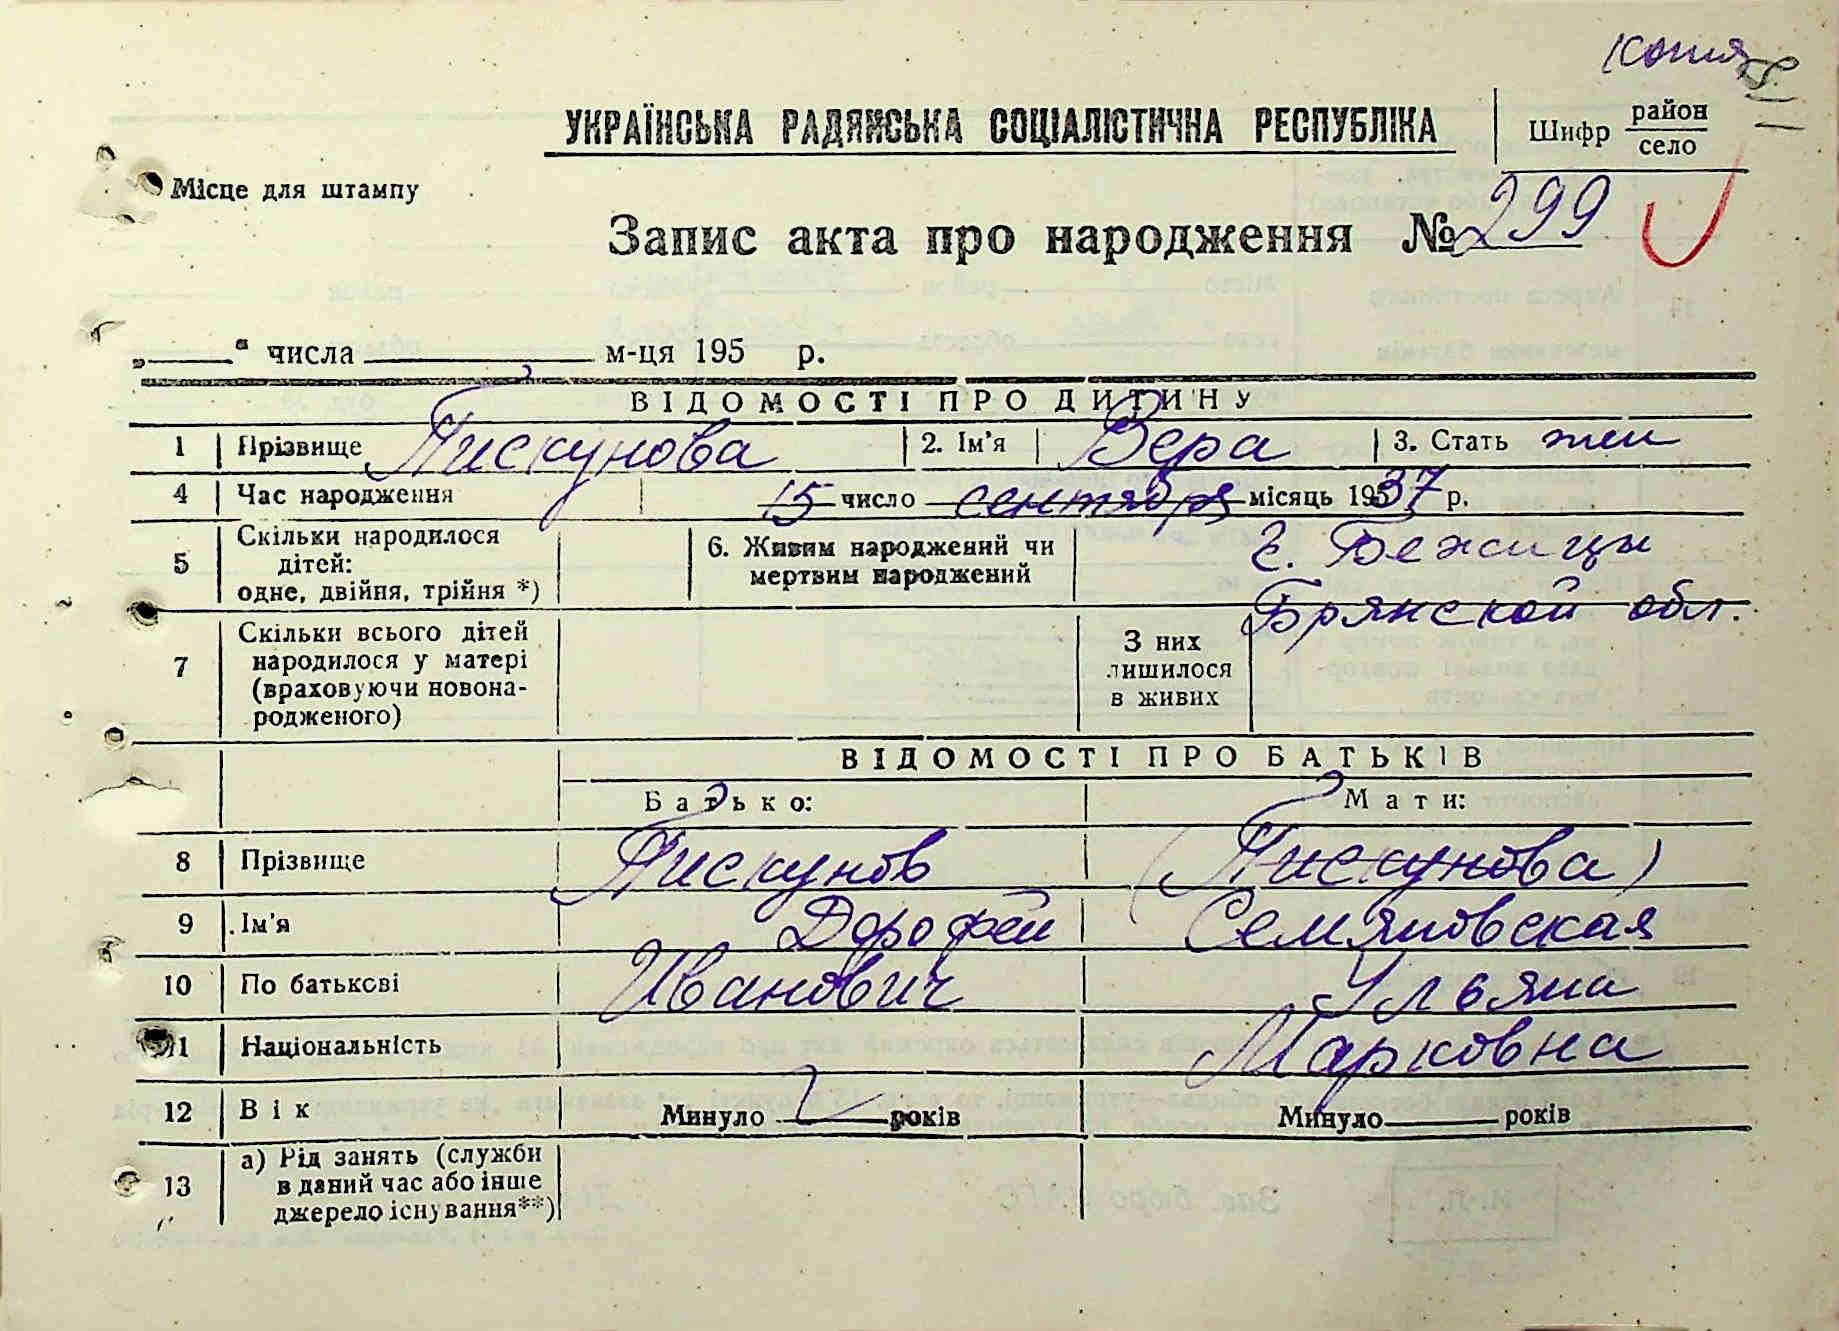 копия
УКРАЇНСЬКА РАДЯНСЬКА СОЦІАЛІСТИЧНА РЕСПУБЛІКА
Шифр район
село
Місце для штампу
Запис акта про народження № 299
„ “ числа м-ця 195 р.
ВІДОМОСТІ ПРО ДИТИНУ
1 Прізвище Пискунова 2. Ім'я Вера 3. Стать жен
4 Час народження 15 число сентября місяць 1937 р.
5 Скільки народилося дітей: одне, двійня, трійня *) 6. Живим народжений чи мертвим народжений г. Бежицы
Брянской обл.
7 Скільки всього дітей народилося у матері (враховуючи новонародженого) З них лишилося в живих
ВІДОМОСТІ ПРО БАТЬКІВ
Батько: Мати:
8 Прізвище Пискунов (Пискунова)
9 Ім'я Дорофей Семяновская
10 По батькові Иванович Ульяна
11 Національність Марковна
12 Вік Минуло років Минуло років
13 а) Рід занять (служби в даний час або інше джерело існування**)